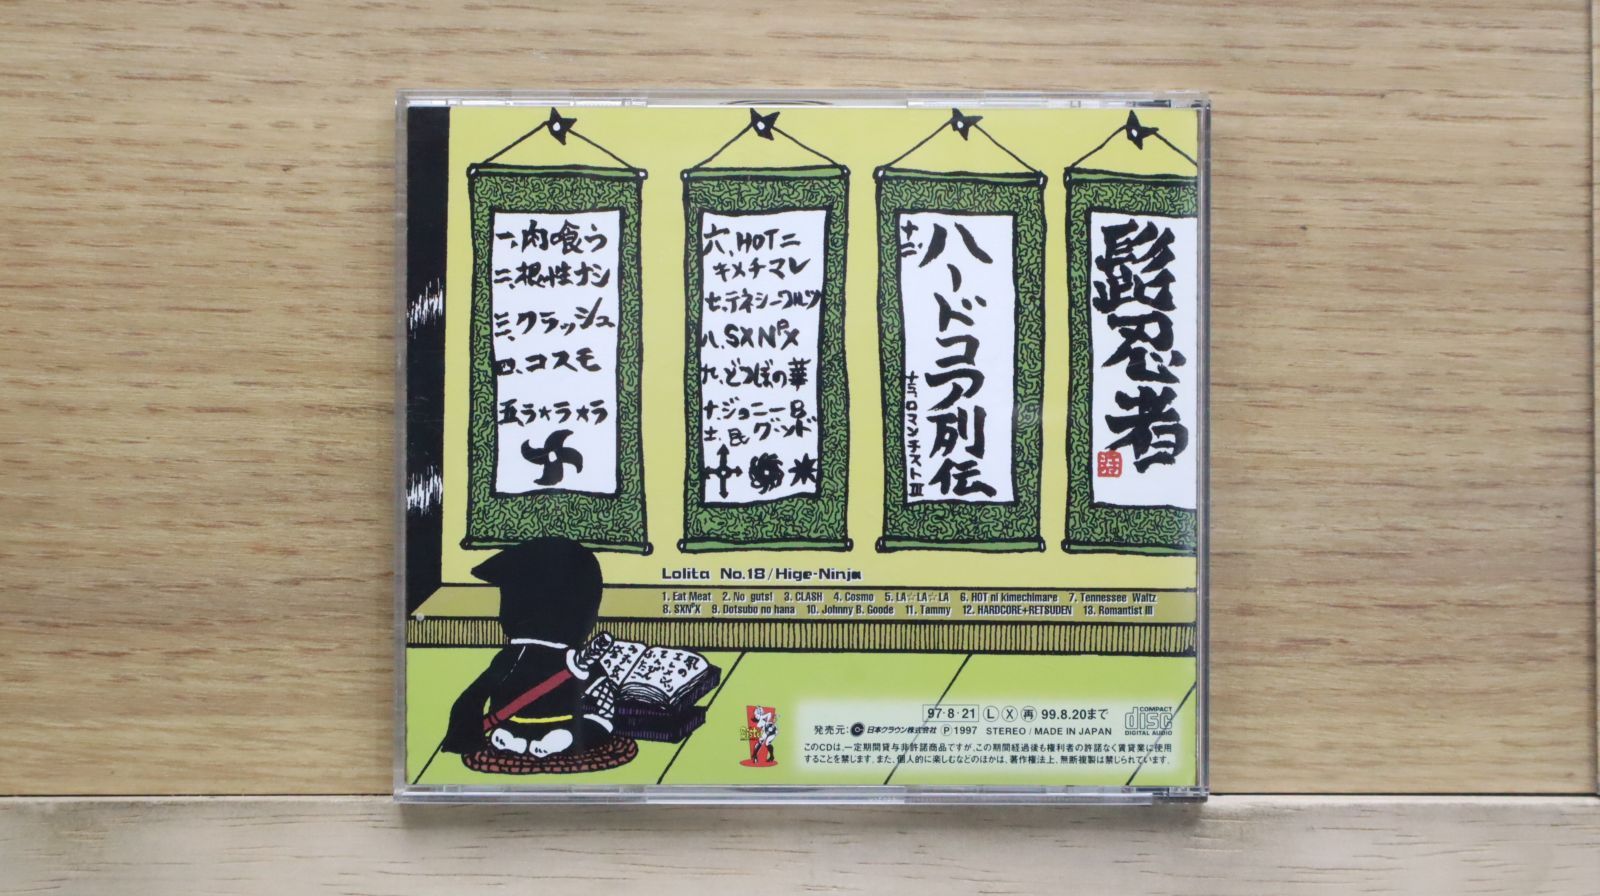 一、肉喰う
二、根性ナシ
三、クラッシュ
四、コスモ
五ラ★ラ★ラ
六、HOTニ
キメチマレ
七、テネシーワルツ
八、SXNPX
九、どつぼの華
十、ジョニーB
グッド
十一、民
十二、
ハードコア列伝
十三、ロマンチストⅢ
髭忍者
Lolita No.18/Hige-Ninja
1. Eat Meat 2. No guts! 3. CLASH 4. Cosmo 5. LA☆LA☆LA 6. HOT ni kimechimare 7. Tennessee Waltz
8. SXNPX 9. Dotsubo no hana 10. Johnny B. Goode 11. Tammy 12. HARDCORE+RETSUDEN 13. Romantist III
97・8・21 Ⓛ Ⓧ ㊞再 99.8.20まで
発売元: 日本クラウン株式会社 Ⓟ1997 STEREO / MADE IN JAPAN
COMPACT disc DIGITAL AUDIO
このCDは、一定期間貸与非許諾商品ですが、この期間経過後も権利者の許諾なく賃貸業に使用
することを禁じます。また、個人的に楽しむなどのほかは、著作権法上、無断複製は禁じられています。